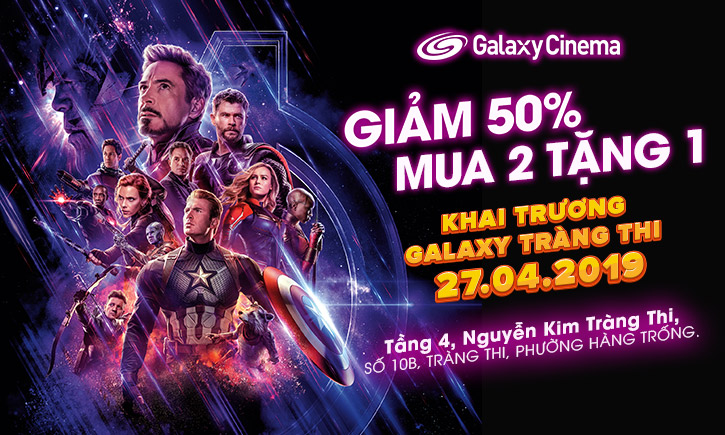 Galaxy Cinema
GIẢM 50%
MUA 2 TẶNG 1
KHAI TRƯƠNG
GALAXY TRÀNG THI
27.04.2019
Tầng 4, Nguyễn Kim Tràng Thi,
SỐ 10B, TRÀNG THI, PHƯỜNG HÀNG TRỐNG.